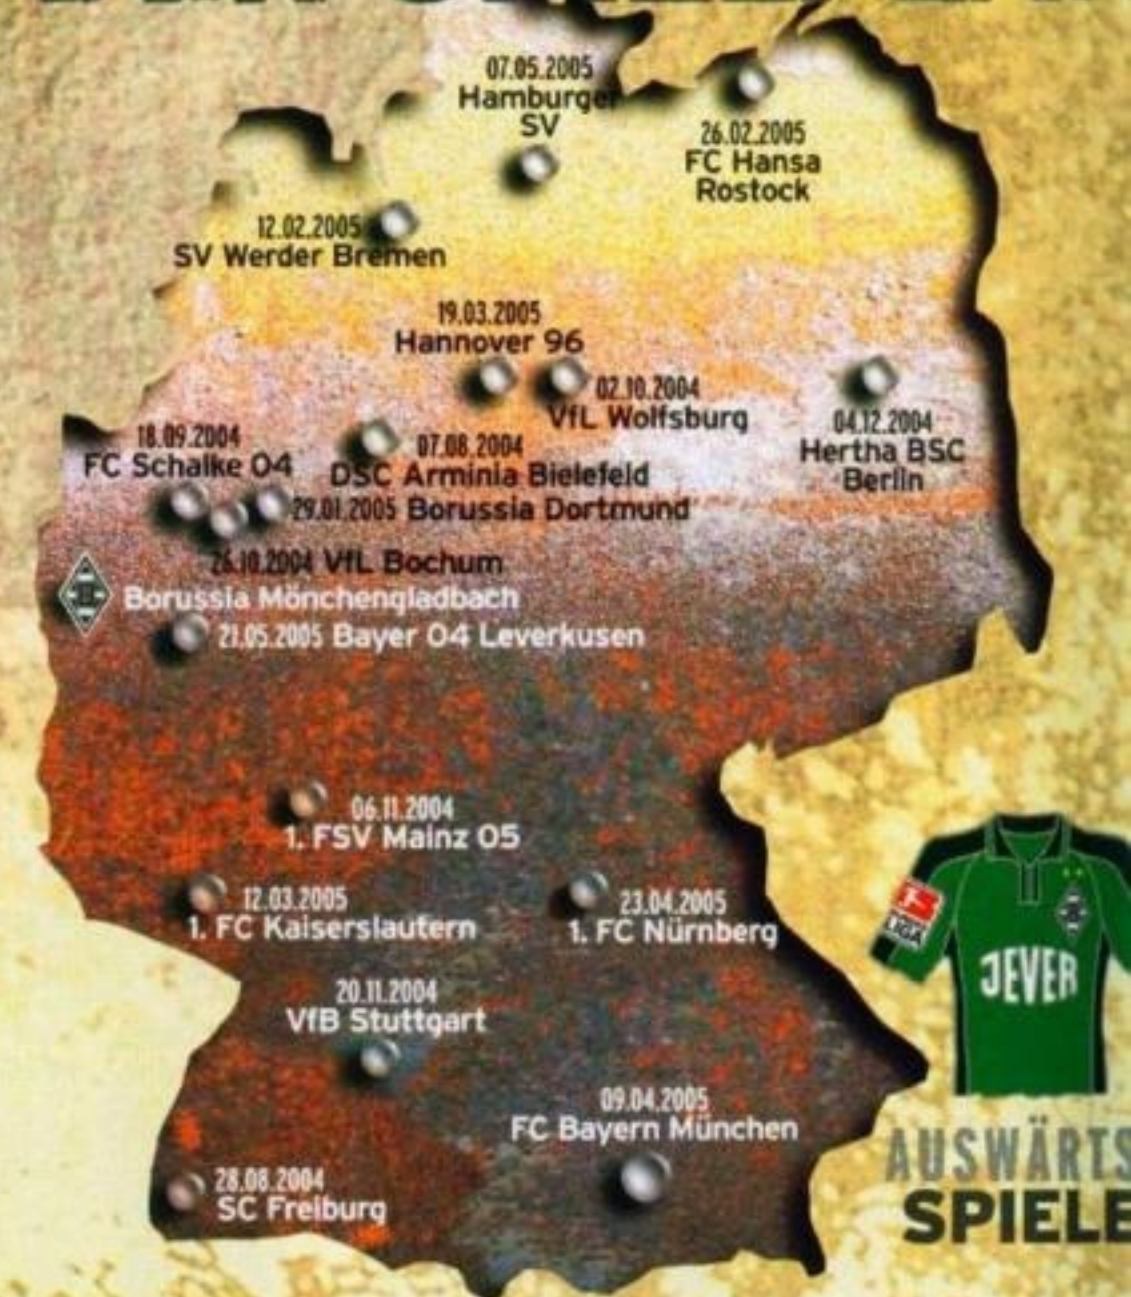 07.05.2005
Hamburger
SV
26.02.2005
FC Hansa
Rostock
12.02.2005
SV Werder Bremen
19.03.2005
Hannover 96
02.10.2004
VfL Wolfsburg
04.12.2004
Hertha BSC
Berlin
18.09.2004
FC Schalke 04
07.08.2004
DSC Arminia Bielefeld
29.01.2005 Borussia Dortmund
26.10.2004 VfL Bochum
Borussia Mönchengladbach
21.05.2005 Bayer 04 Leverkusen
06.11.2004
1. FSV Mainz 05
12.03.2005
1. FC Kaiserslautern
23.04.2005
1. FC Nürnberg
LIGA
JEVER
20.11.2004
VfB Stuttgart
09.04.2005
FC Bayern München
28.08.2004
SC Freiburg
AUSWÄRTS
SPIELE